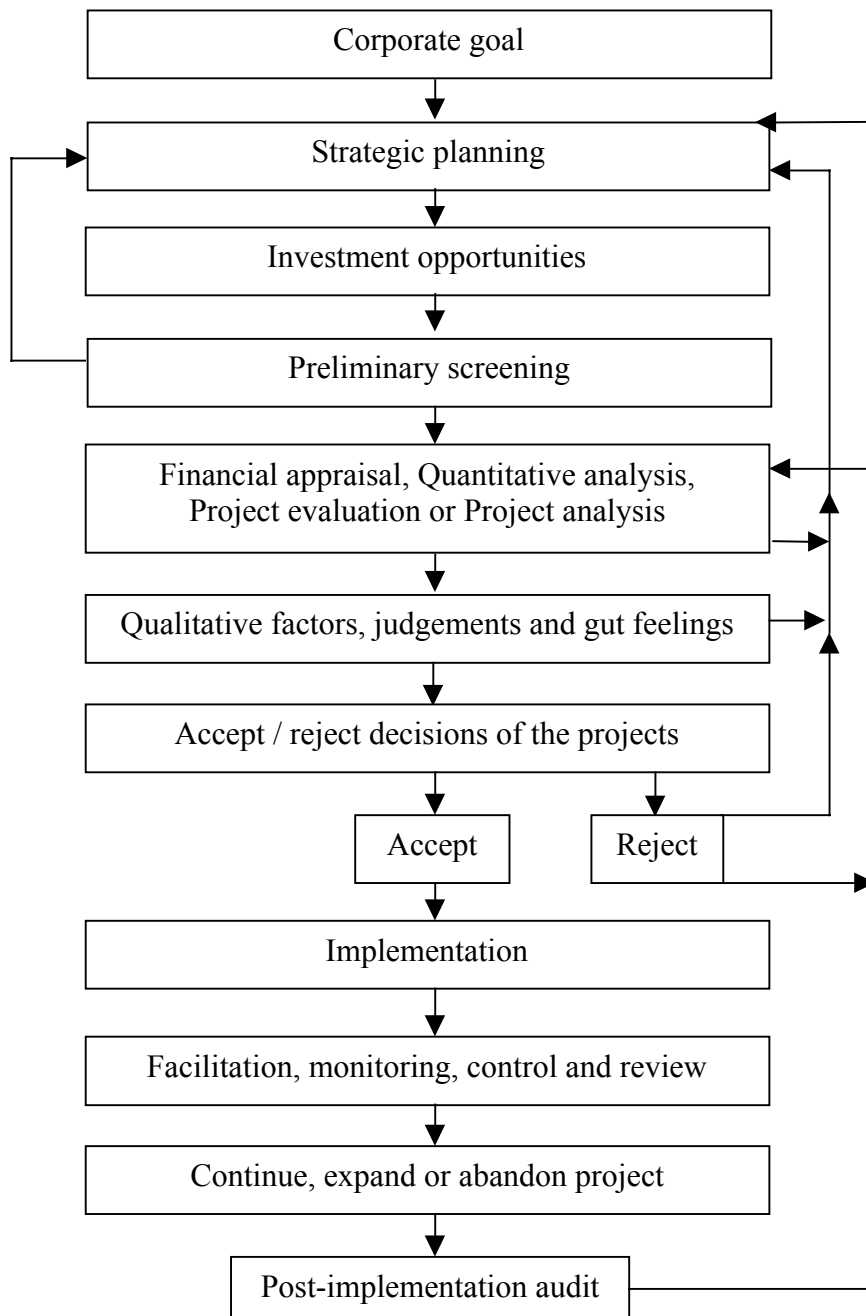 Corporate goal
Strategic planning
Investment opportunities
Preliminary screening
Financial appraisal, Quantitative analysis,
Project evaluation or Project analysis
Qualitative factors, judgements and gut feelings
Accept / reject decisions of the projects
Accept
Reject
Implementation
Facilitation, monitoring, control and review
Continue, expand or abandon project
Post-implementation audit